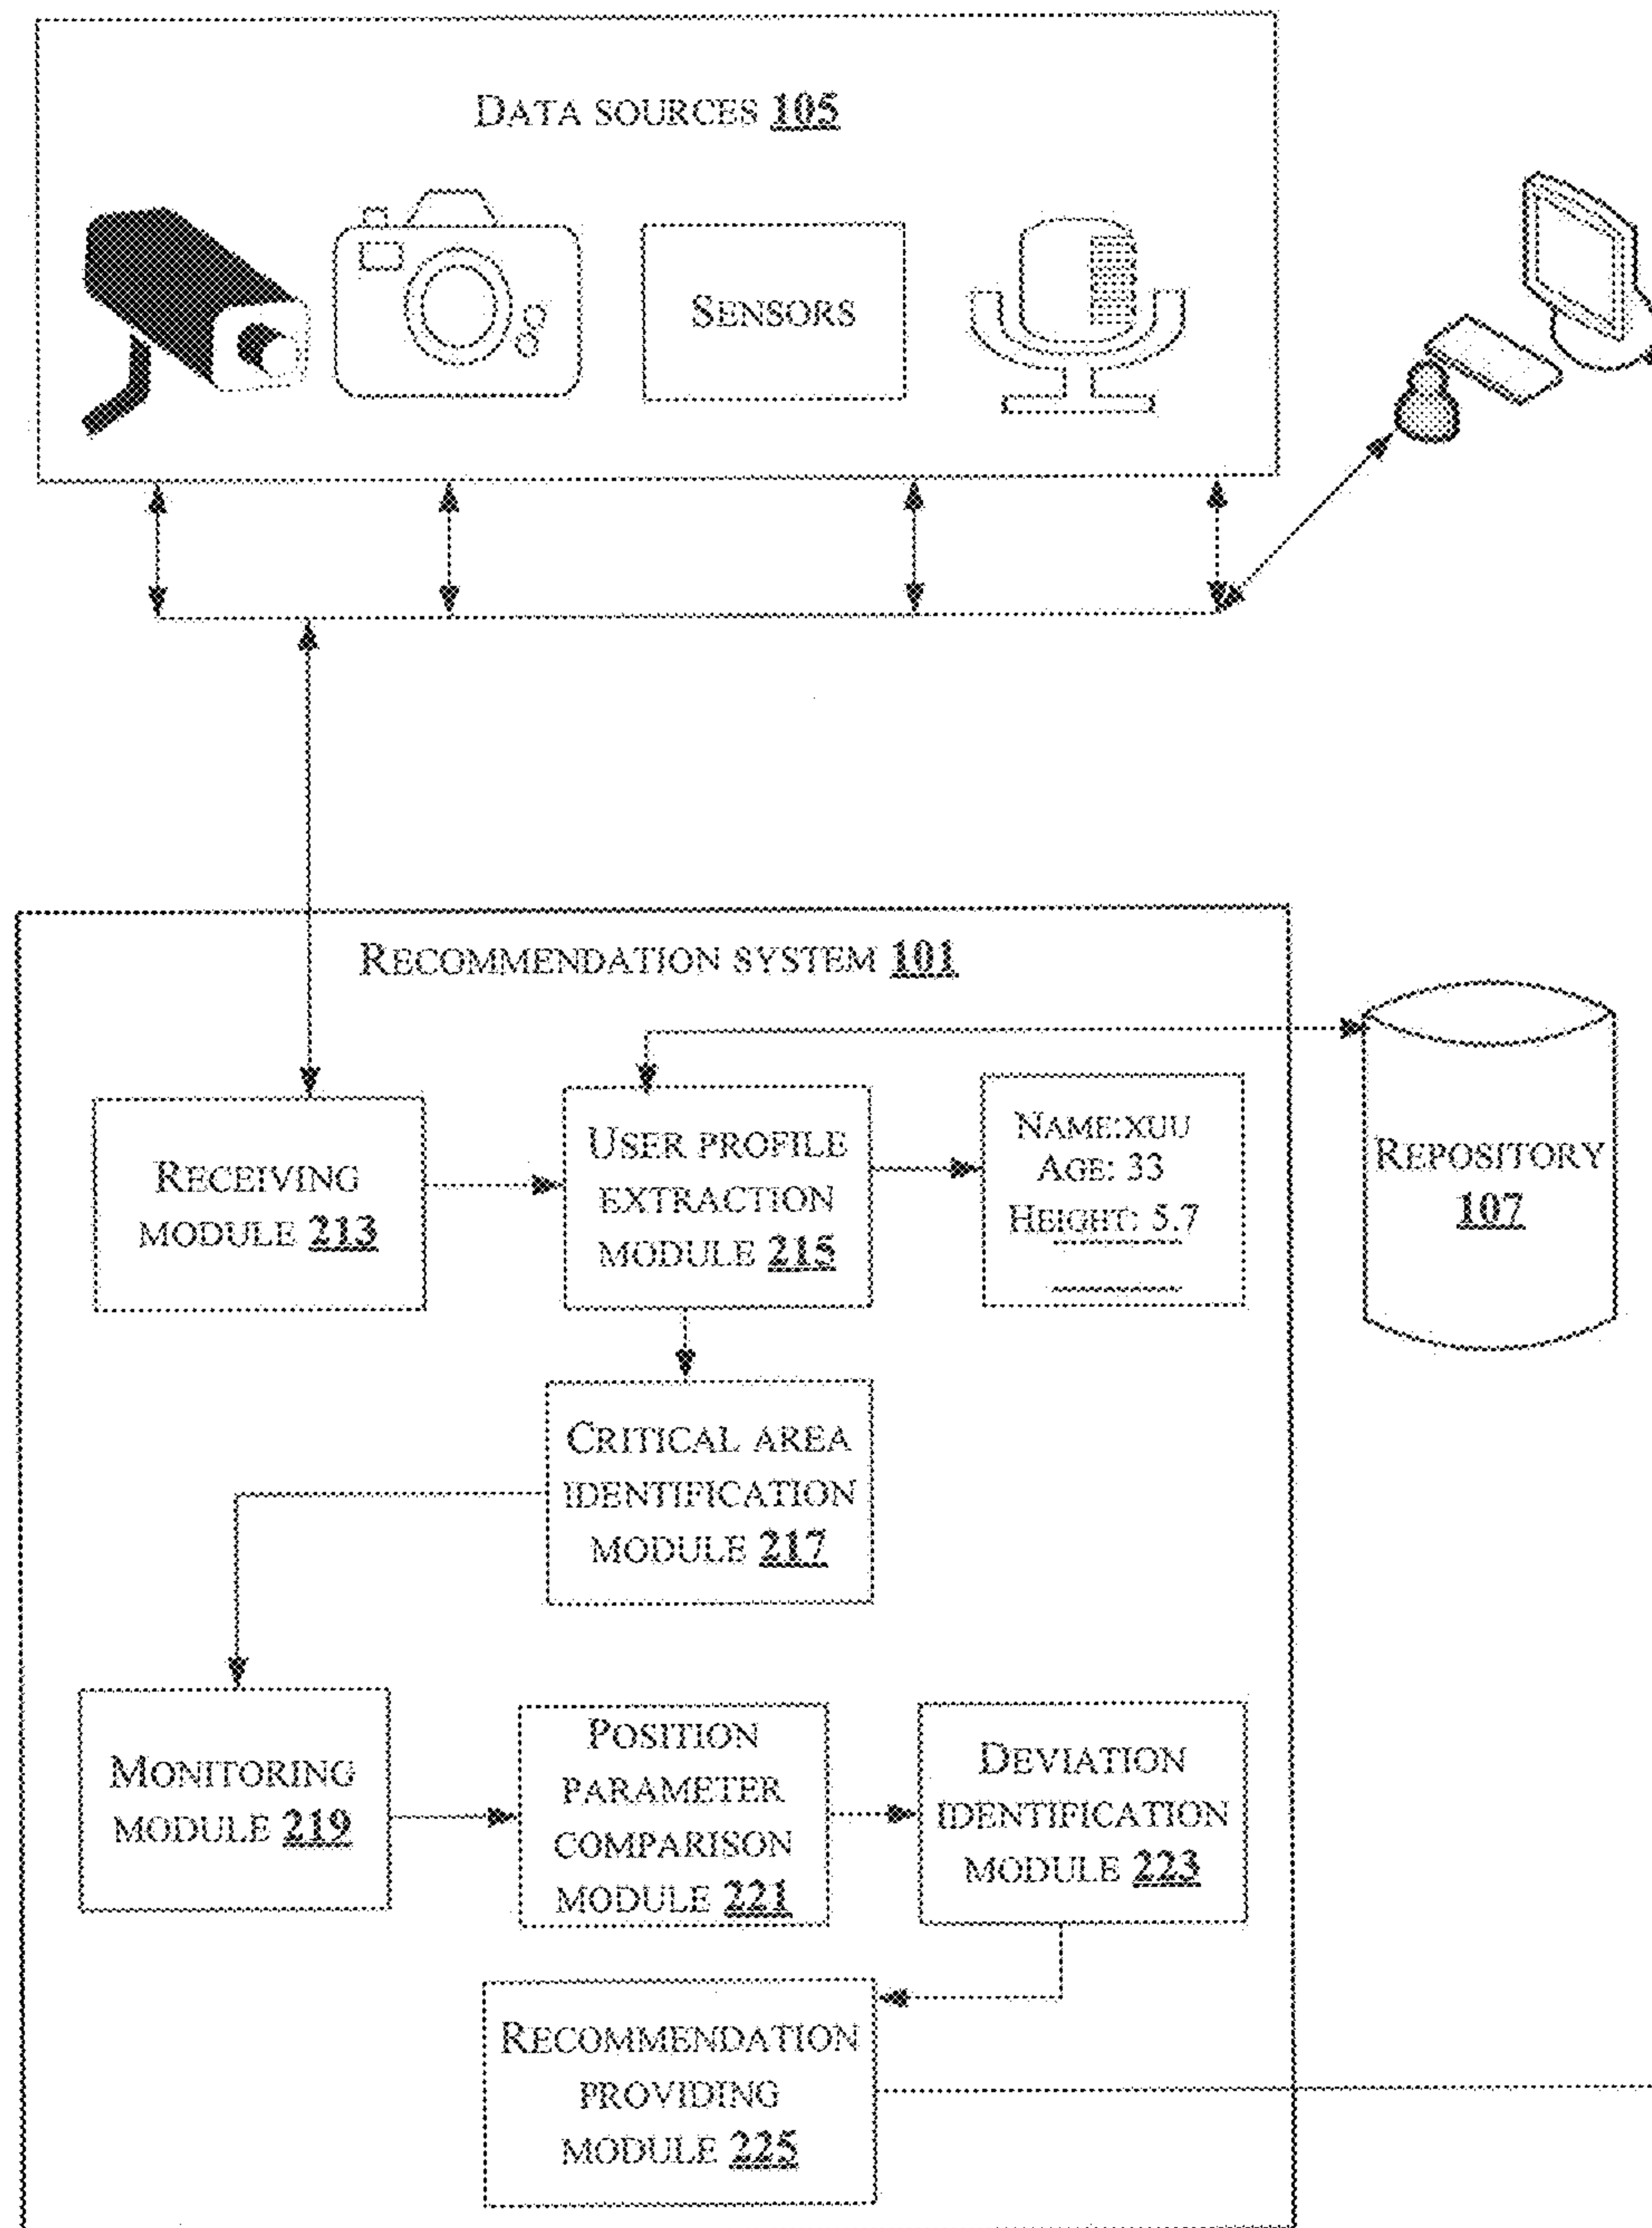 DATA SOURCES 105
SENSORS
RECOMMENDATION SYSTEM 101
RECEIVING
MODULE 213
USER PROFILE
EXTRACTION
MODULE 215
NAME:XUU
AGE: 33
HEIGHT: 5.7
REPOSITORY
107
CRITICAL AREA
IDENTIFICATION
MODULE 217
MONITORING
MODULE 219
POSITION
PARAMETER
COMPARISON
MODULE 221
DEVIATION
IDENTIFICATION
MODULE 223
RECOMMENDATION
PROVIDING
MODULE 225